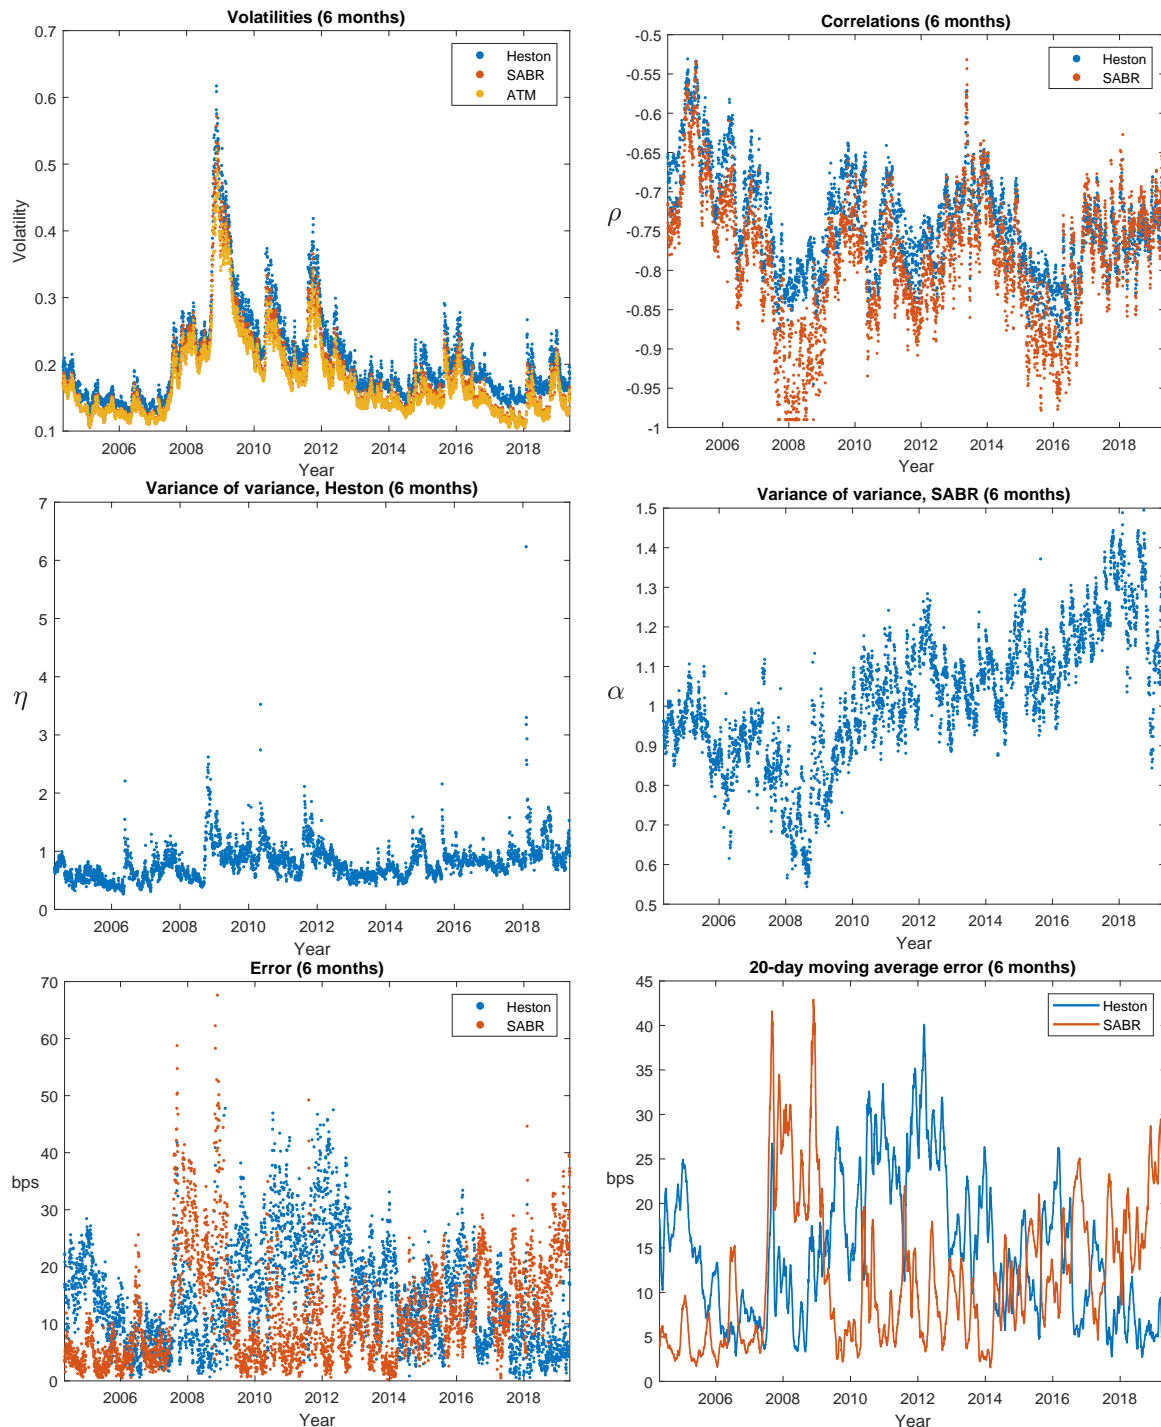 Volatilities (6 months)
0.7
0.6
0.5
0.4
0.3
0.2
0.1
Volatility
Heston
SABR
ATM
2006 2008 2010 2012 2014 2016 2018
Year
Correlations (6 months)
-0.5
-0.55
-0.6
-0.65
-0.7
-0.75
-0.8
-0.85
-0.9
-0.95
-1
ρ
Heston
SABR
2006 2008 2010 2012 2014 2016 2018
Year
Variance of variance, Heston (6 months)
7
6
5
4
3
2
1
0
η
2006 2008 2010 2012 2014 2016 2018
Year
Variance of variance, SABR (6 months)
1.5
1.4
1.3
1.2
1.1
1
0.9
0.8
0.7
0.6
0.5
α
2006 2008 2010 2012 2014 2016 2018
Year
Error (6 months)
70
60
50
40
30
20
10
0
bps
Heston
SABR
2006 2008 2010 2012 2014 2016 2018
Year
20-day moving average error (6 months)
45
40
35
30
25
20
15
10
5
0
bps
Heston
SABR
2006 2008 2010 2012 2014 2016 2018
Year